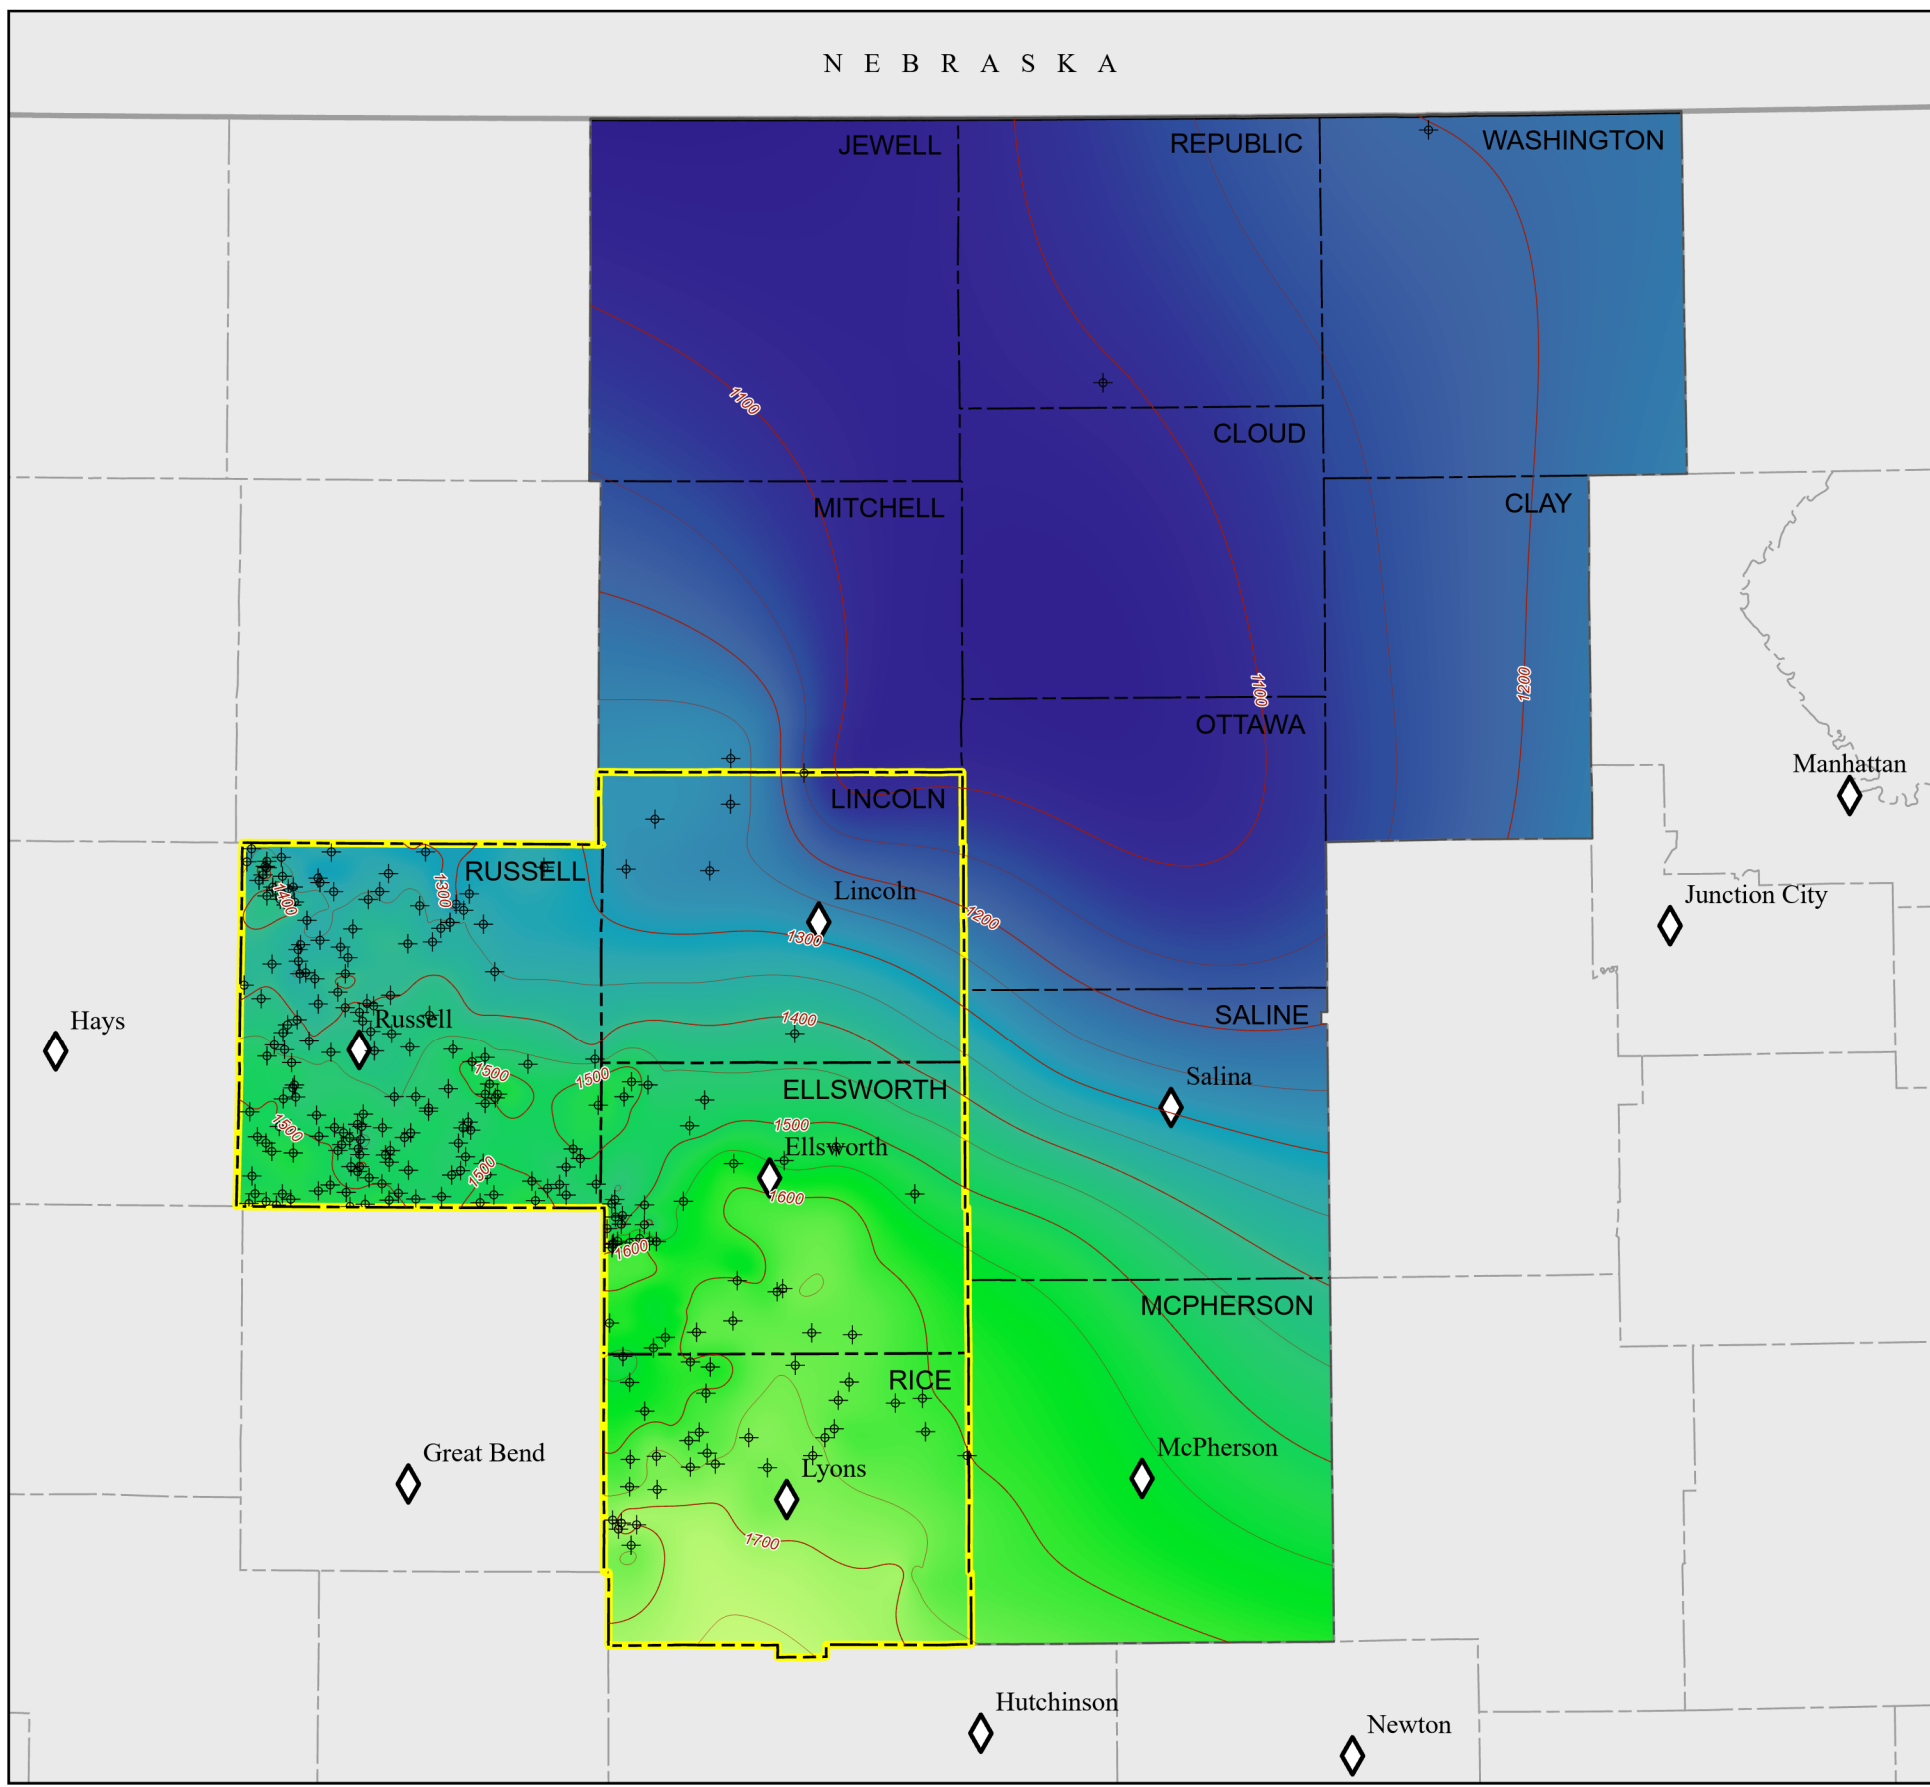 N E B R A S K A
JEWELL
REPUBLIC
WASHINGTON
1100
CLOUD
MITCHELL
CLAY
1100
1200
OTTAWA
Manhattan
LINCOLN
RUSSELL
1300
1400
Lincoln
1200
Junction City
1300
Hays
Russell
1400
SALINE
1500
1500
ELLSWORTH
Salina
1500
1500
Ellsworth
1500
1600
1600
MCPHERSON
RICE
Great Bend
McPherson
Lyons
1700
Hutchinson
Newton